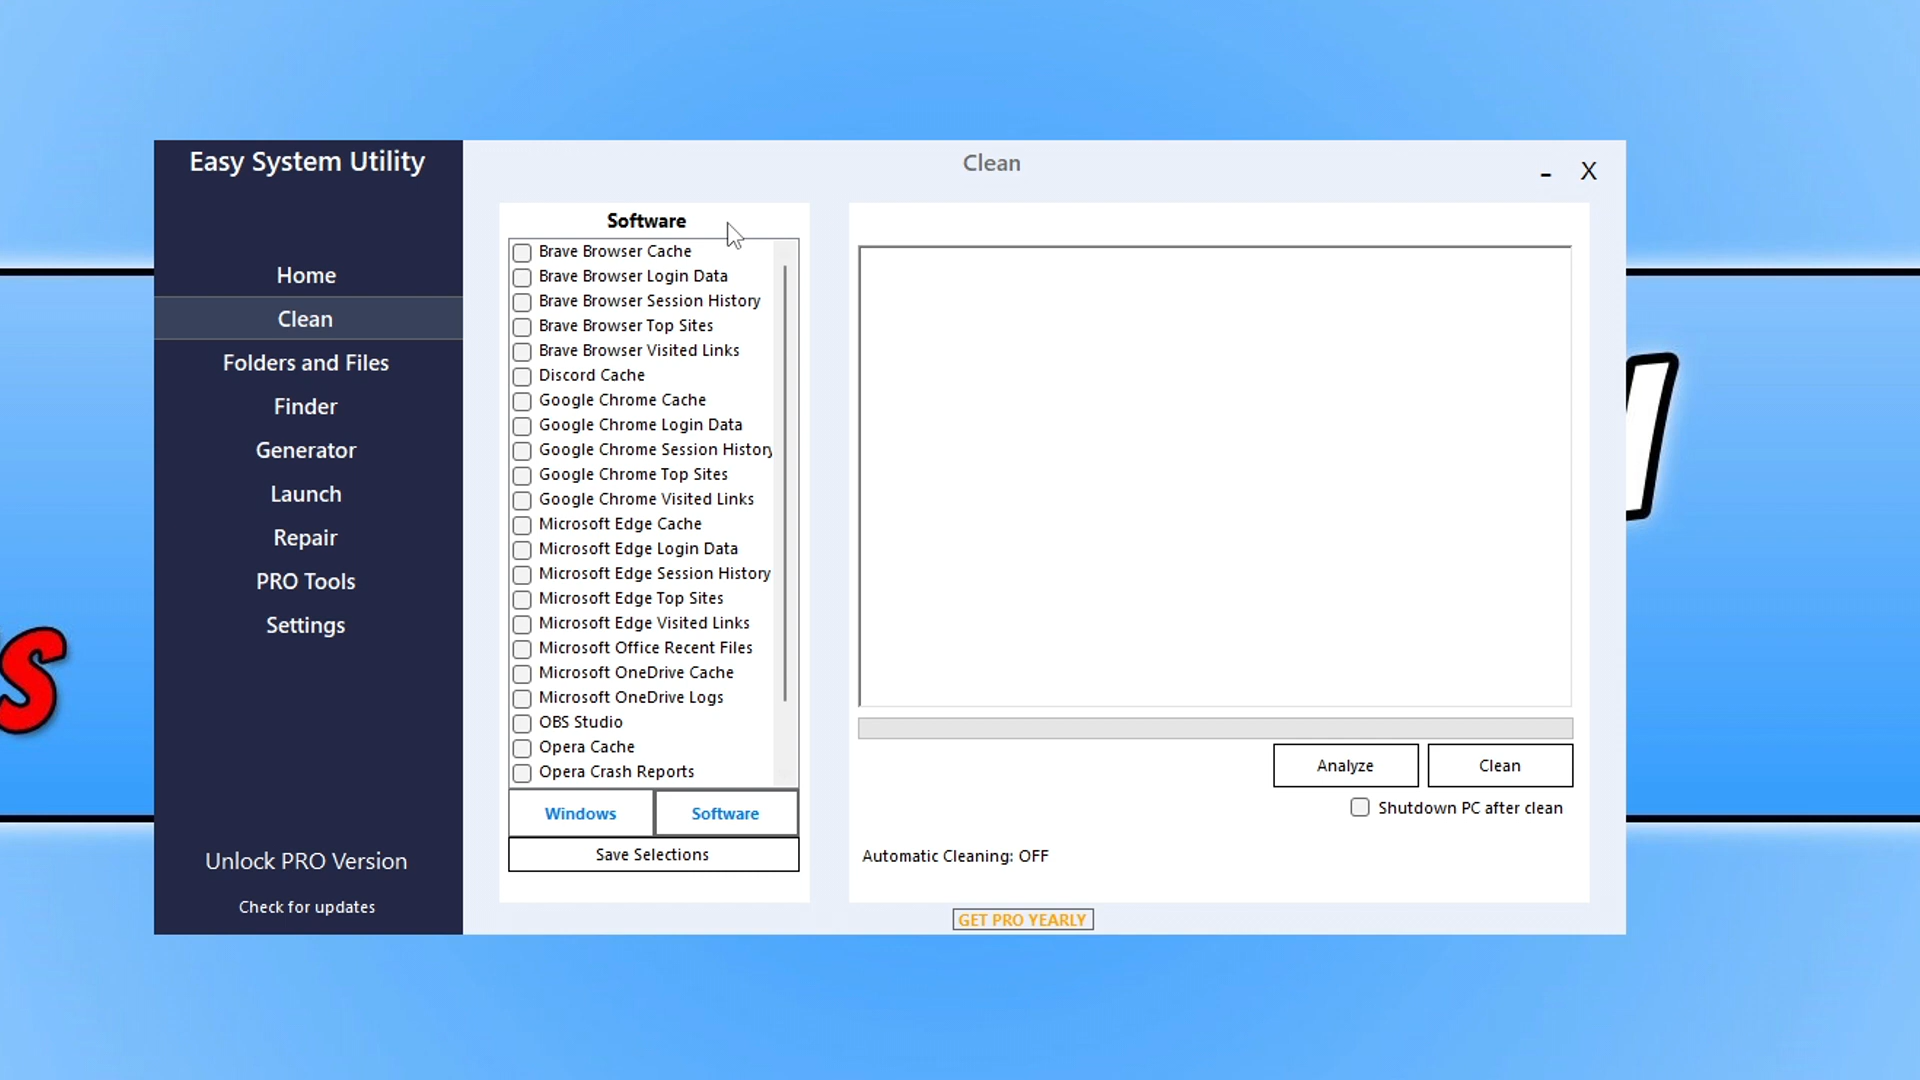 Easy System Utility
Clean
- X
Home
Clean
Folders and Files
Finder
Generator
Launch
Repair
PRO Tools
Settings
Unlock PRO Version
Check for updates
Software
Brave Browser Cache
Brave Browser Login Data
Brave Browser Session History
Brave Browser Top Sites
Brave Browser Visited Links
Discord Cache
Google Chrome Cache
Google Chrome Login Data
Google Chrome Session History
Google Chrome Top Sites
Google Chrome Visited Links
Microsoft Edge Cache
Microsoft Edge Login Data
Microsoft Edge Session History
Microsoft Edge Top Sites
Microsoft Edge Visited Links
Microsoft Office Recent Files
Microsoft OneDrive Cache
Microsoft OneDrive Logs
OBS Studio
Opera Cache
Opera Crash Reports
Windows Software
Save Selections
Analyze Clean
Shutdown PC after clean
Automatic Cleaning: OFF
GET PRO YEARLY